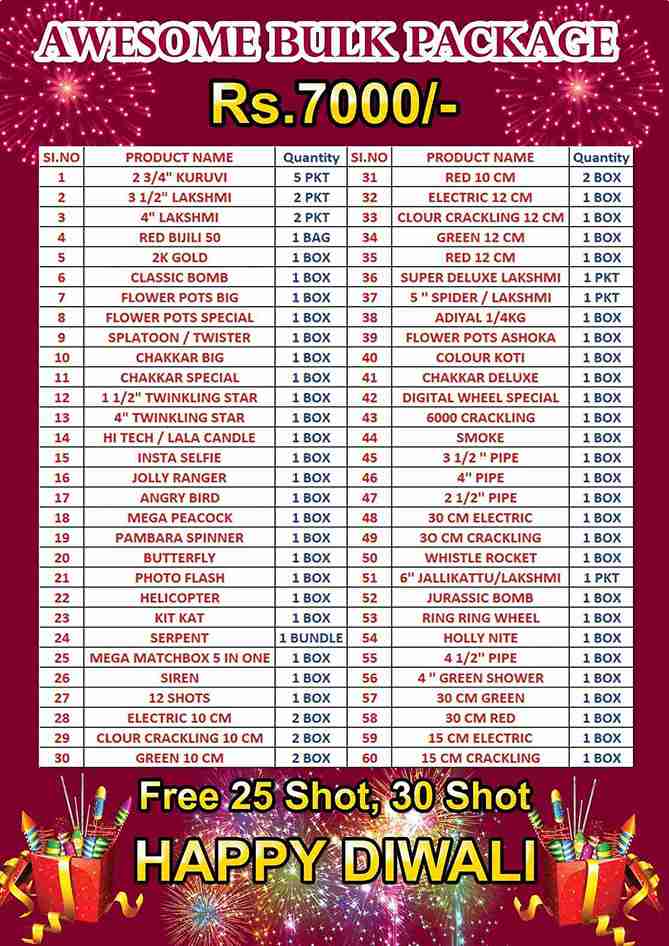 AWESOME BULK PACKAGE
Rs.7000/-
SI.NO PRODUCT NAME Quantity SI.NO PRODUCT NAME Quantity
1 2 3/4" KURUVI 5 PKT 31 RED 10 CM 2 BOX
2 3 1/2" LAKSHMI 2 PKT 32 ELECTRIC 12 CM 1 BOX
3 4" LAKSHMI 2 PKT 33 CLOUR CRACKLING 12 CM 1 BOX
4 RED BIJILI 50 1 BAG 34 GREEN 12 CM 1 BOX
5 2K GOLD 1 BOX 35 RED 12 CM 1 BOX
6 CLASSIC BOMB 1 BOX 36 SUPER DELUXE LAKSHMI 1 PKT
7 FLOWER POTS BIG 1 BOX 37 5 " SPIDER / LAKSHMI 1 PKT
8 FLOWER POTS SPECIAL 1 BOX 38 ADIYAL 1/4KG 1 BOX
9 SPLATOON / TWISTER 1 BOX 39 FLOWER POTS ASHOKA 1 BOX
10 CHAKKAR BIG 1 BOX 40 COLOUR KOTI 1 BOX
11 CHAKKAR SPECIAL 1 BOX 41 CHAKKAR DELUXE 1 BOX
12 1 1/2" TWINKLING STAR 1 BOX 42 DIGITAL WHEEL SPECIAL 1 BOX
13 4" TWINKLING STAR 1 BOX 43 6000 CRACKLING 1 BOX
14 HI TECH / LALA CANDLE 1 BOX 44 SMOKE 1 BOX
15 INSTA SELFIE 1 BOX 45 3 1/2 " PIPE 1 BOX
16 JOLLY RANGER 1 BOX 46 4" PIPE 1 BOX
17 ANGRY BIRD 1 BOX 47 2 1/2" PIPE 1 BOX
18 MEGA PEACOCK 1 BOX 48 30 CM ELECTRIC 1 BOX
19 PAMBARA SPINNER 1 BOX 49 3O CM CRACKLING 1 BOX
20 BUTTERFLY 1 BOX 50 WHISTLE ROCKET 1 BOX
21 PHOTO FLASH 1 BOX 51 6" JALLIKATTU/LAKSHMI 1 PKT
22 HELICOPTER 1 BOX 52 JURASSIC BOMB 1 BOX
23 KIT KAT 1 BOX 53 RING RING WHEEL 1 BOX
24 SERPENT 1 BUNDLE 54 HOLLY NITE 1 BOX
25 MEGA MATCHBOX 5 IN ONE 1 BOX 55 4 1/2" PIPE 1 BOX
26 SIREN 1 BOX 56 4 " GREEN SHOWER 1 BOX
27 12 SHOTS 1 BOX 57 30 CM GREEN 1 BOX
28 ELECTRIC 10 CM 2 BOX 58 30 CM RED 1 BOX
29 CLOUR CRACKLING 10 CM 2 BOX 59 15 CM ELECTRIC 1 BOX
30 GREEN 10 CM 2 BOX 60 15 CM CRACKLING 1 BOX
Free 25 Shot, 30 Shot
HAPPY DIWALI